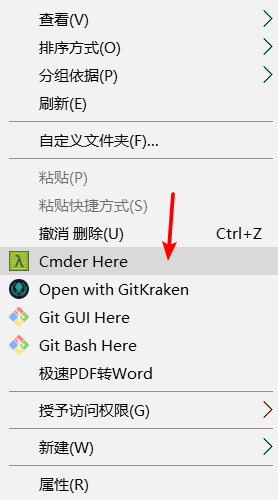 查看(V)
排序方式(O)
分组依据(P)
刷新(E)
自定义文件夹(F)...
粘贴(P)
粘贴快捷方式(S)
撤消 删除(U) Ctrl+Z
Cmder Here
Open with GitKraken
Git GUI Here
Git Bash Here
极速PDF转Word
授予访问权限(G)
新建(W)
属性(R)